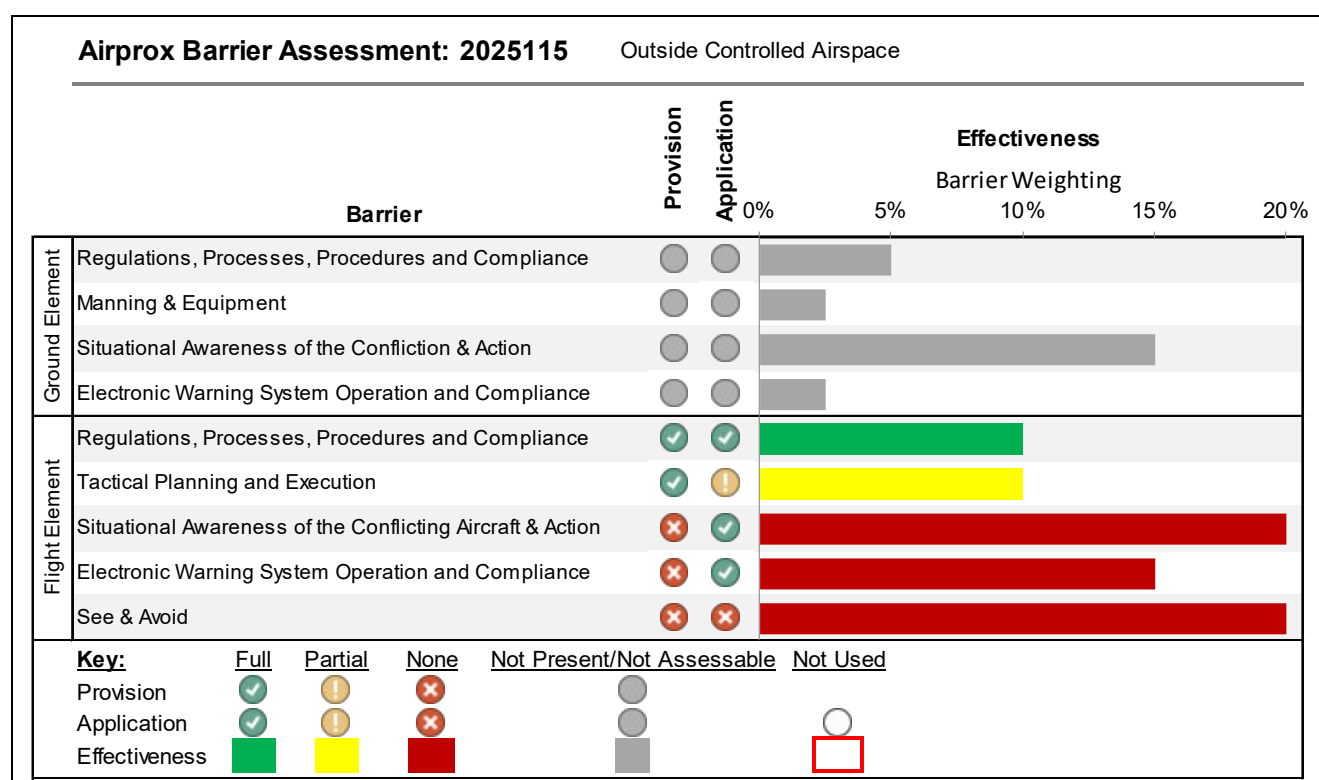 Airprox Barrier Assessment: 2025115 Outside Controlled Airspace
Barrier Provision Application Effectiveness
Barrier Weighting
0% 5% 10% 15% 20%
Ground Element
Regulations, Processes, Procedures and Compliance
Manning & Equipment
Situational Awareness of the Confliction & Action
Electronic Warning System Operation and Compliance
Flight Element
Regulations, Processes, Procedures and Compliance
Tactical Planning and Execution
Situational Awareness of the Conflicting Aircraft & Action
Electronic Warning System Operation and Compliance
See & Avoid
Key: Full Partial None Not Present/Not Assessable Not Used
Provision
Application
Effectiveness